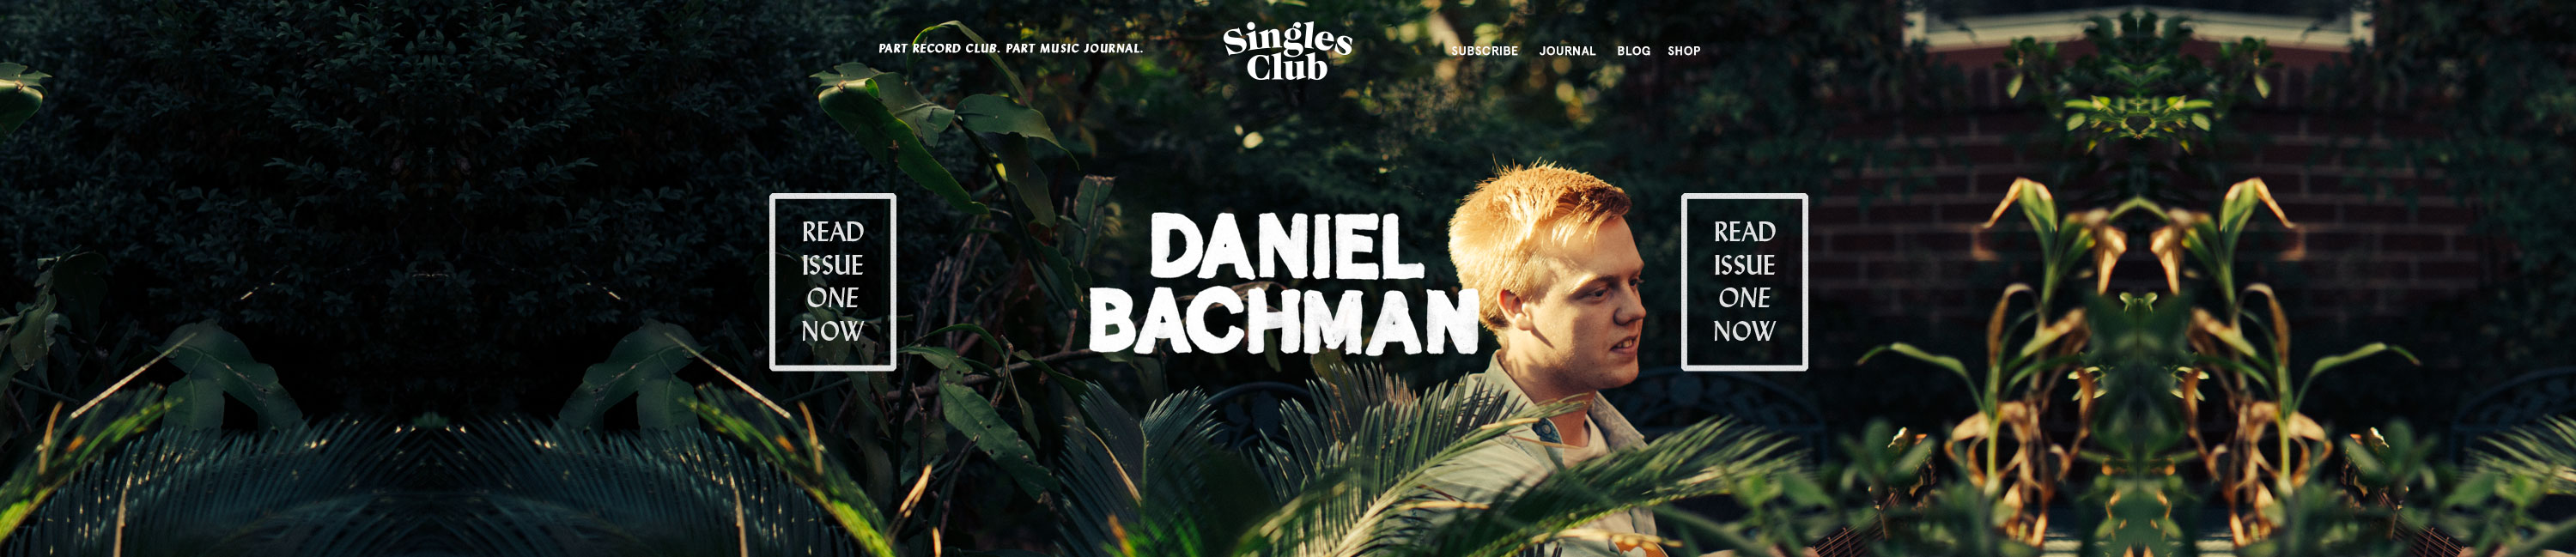 PART RECORD CLUB. PART MUSIC JOURNAL.
Singles
Club
SUBSCRIBE JOURNAL BLOG SHOP
READ
ISSUE
ONE
NOW
DANIEL
BACHMAN
READ
ISSUE
ONE
NOW